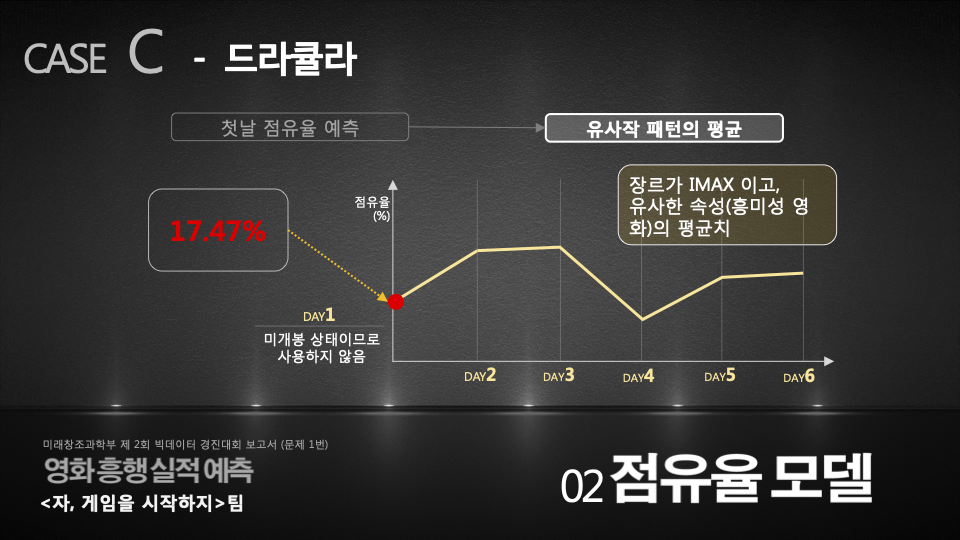 CASE C - 드라큘라
첫날 점유율 예측
유사작 패턴의 평균
장르가 IMAX 이고,
유사한 속성(흥미성 영
화)의 평균치
점유율
(%)
17.47%
DAY1
미개봉 상태이므로
사용하지 않음
DAY2 DAY3 DAY4 DAY5 DAY6
미래창조과학부 제 2회 빅데이터 경진대회 보고서 (문제 1번)
영화 흥행 실적 예측
<자, 게임을 시작하지>팀
02 점유율 모델